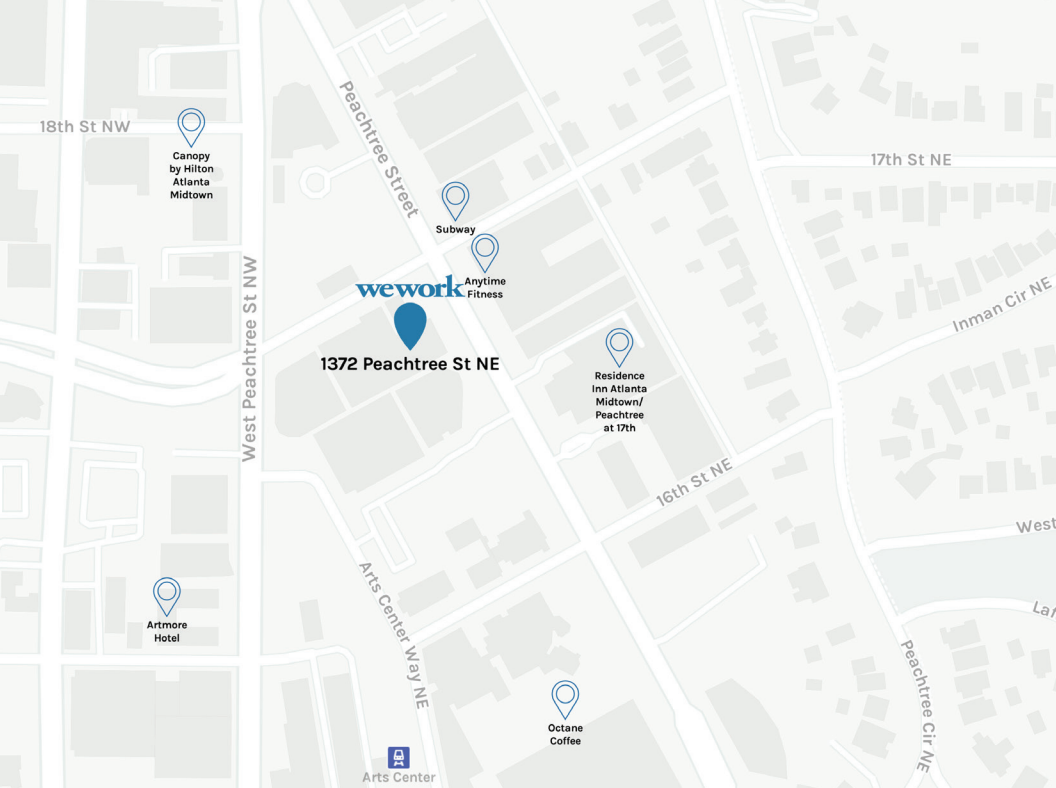 18th St NW
Canopy
by Hilton
Atlanta
Midtown
Peachtree Street
17th St NE
Subway
Anytime
Fitness
wework
1372 Peachtree St NE
West Peachtree St NW
Inman Cir NE
Residence
Inn Atlanta
Midtown/
Peachtree
at 17th
16th St NE
West
Laf
Artmore
Hotel
Arts Center Way NE
Peachtree Cir NE
Octane
Coffee
Arts Center